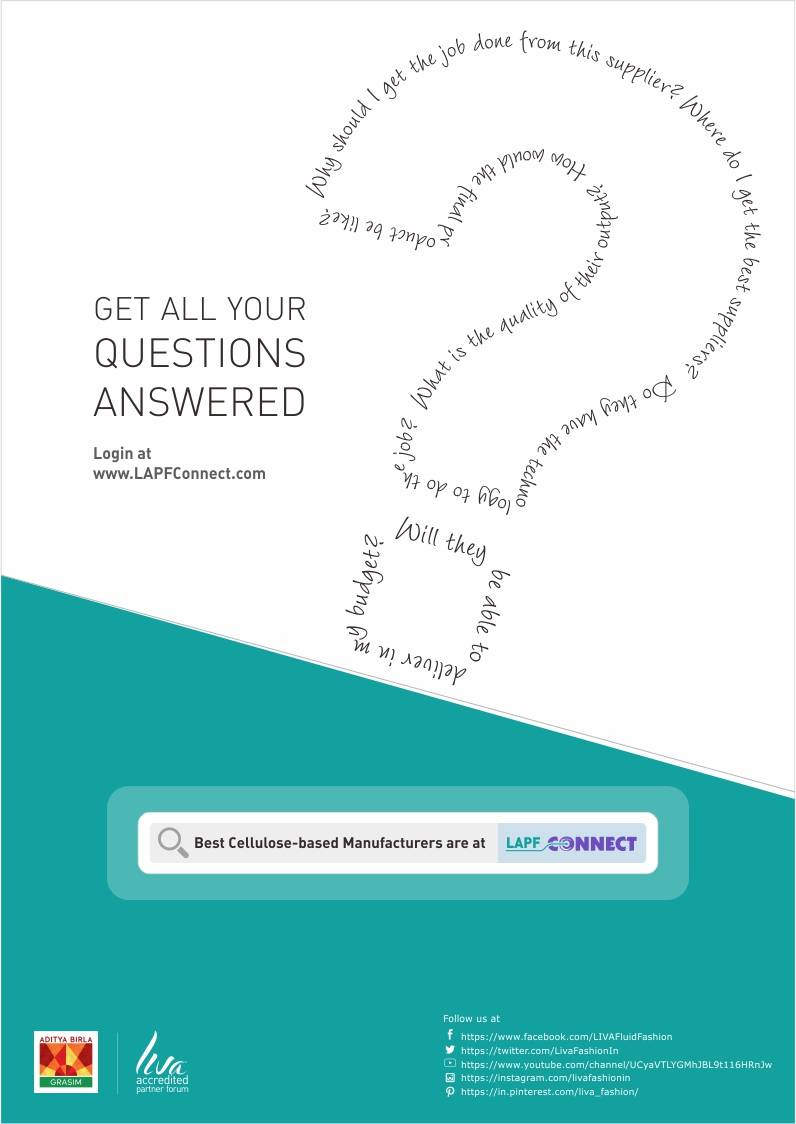 Why should I get the job done from this supplier? Where do I get the best suppliers?
Do they have the technology to do the job?
What is the quality of their output?
How would the final product be like?
Will they be able to deliver in my budget?
GET ALL YOUR
QUESTIONS
ANSWERED
Login at
www.LAPFConnect.com
Best Cellulose-based Manufacturers are at LAPF CONNECT
ADITYA BIRLA
GRASIM
Liva
accredited
partner forum
Follow us at
https://www.facebook.com/LIVAFluidFashion
https://twitter.com/LivaFashionIn
https://www.youtube.com/channel/UCyaVTLYGMhJBL9t116HRnJw
https://instagram.com/livafashionin
https://in.pinterest.com/liva_fashion/